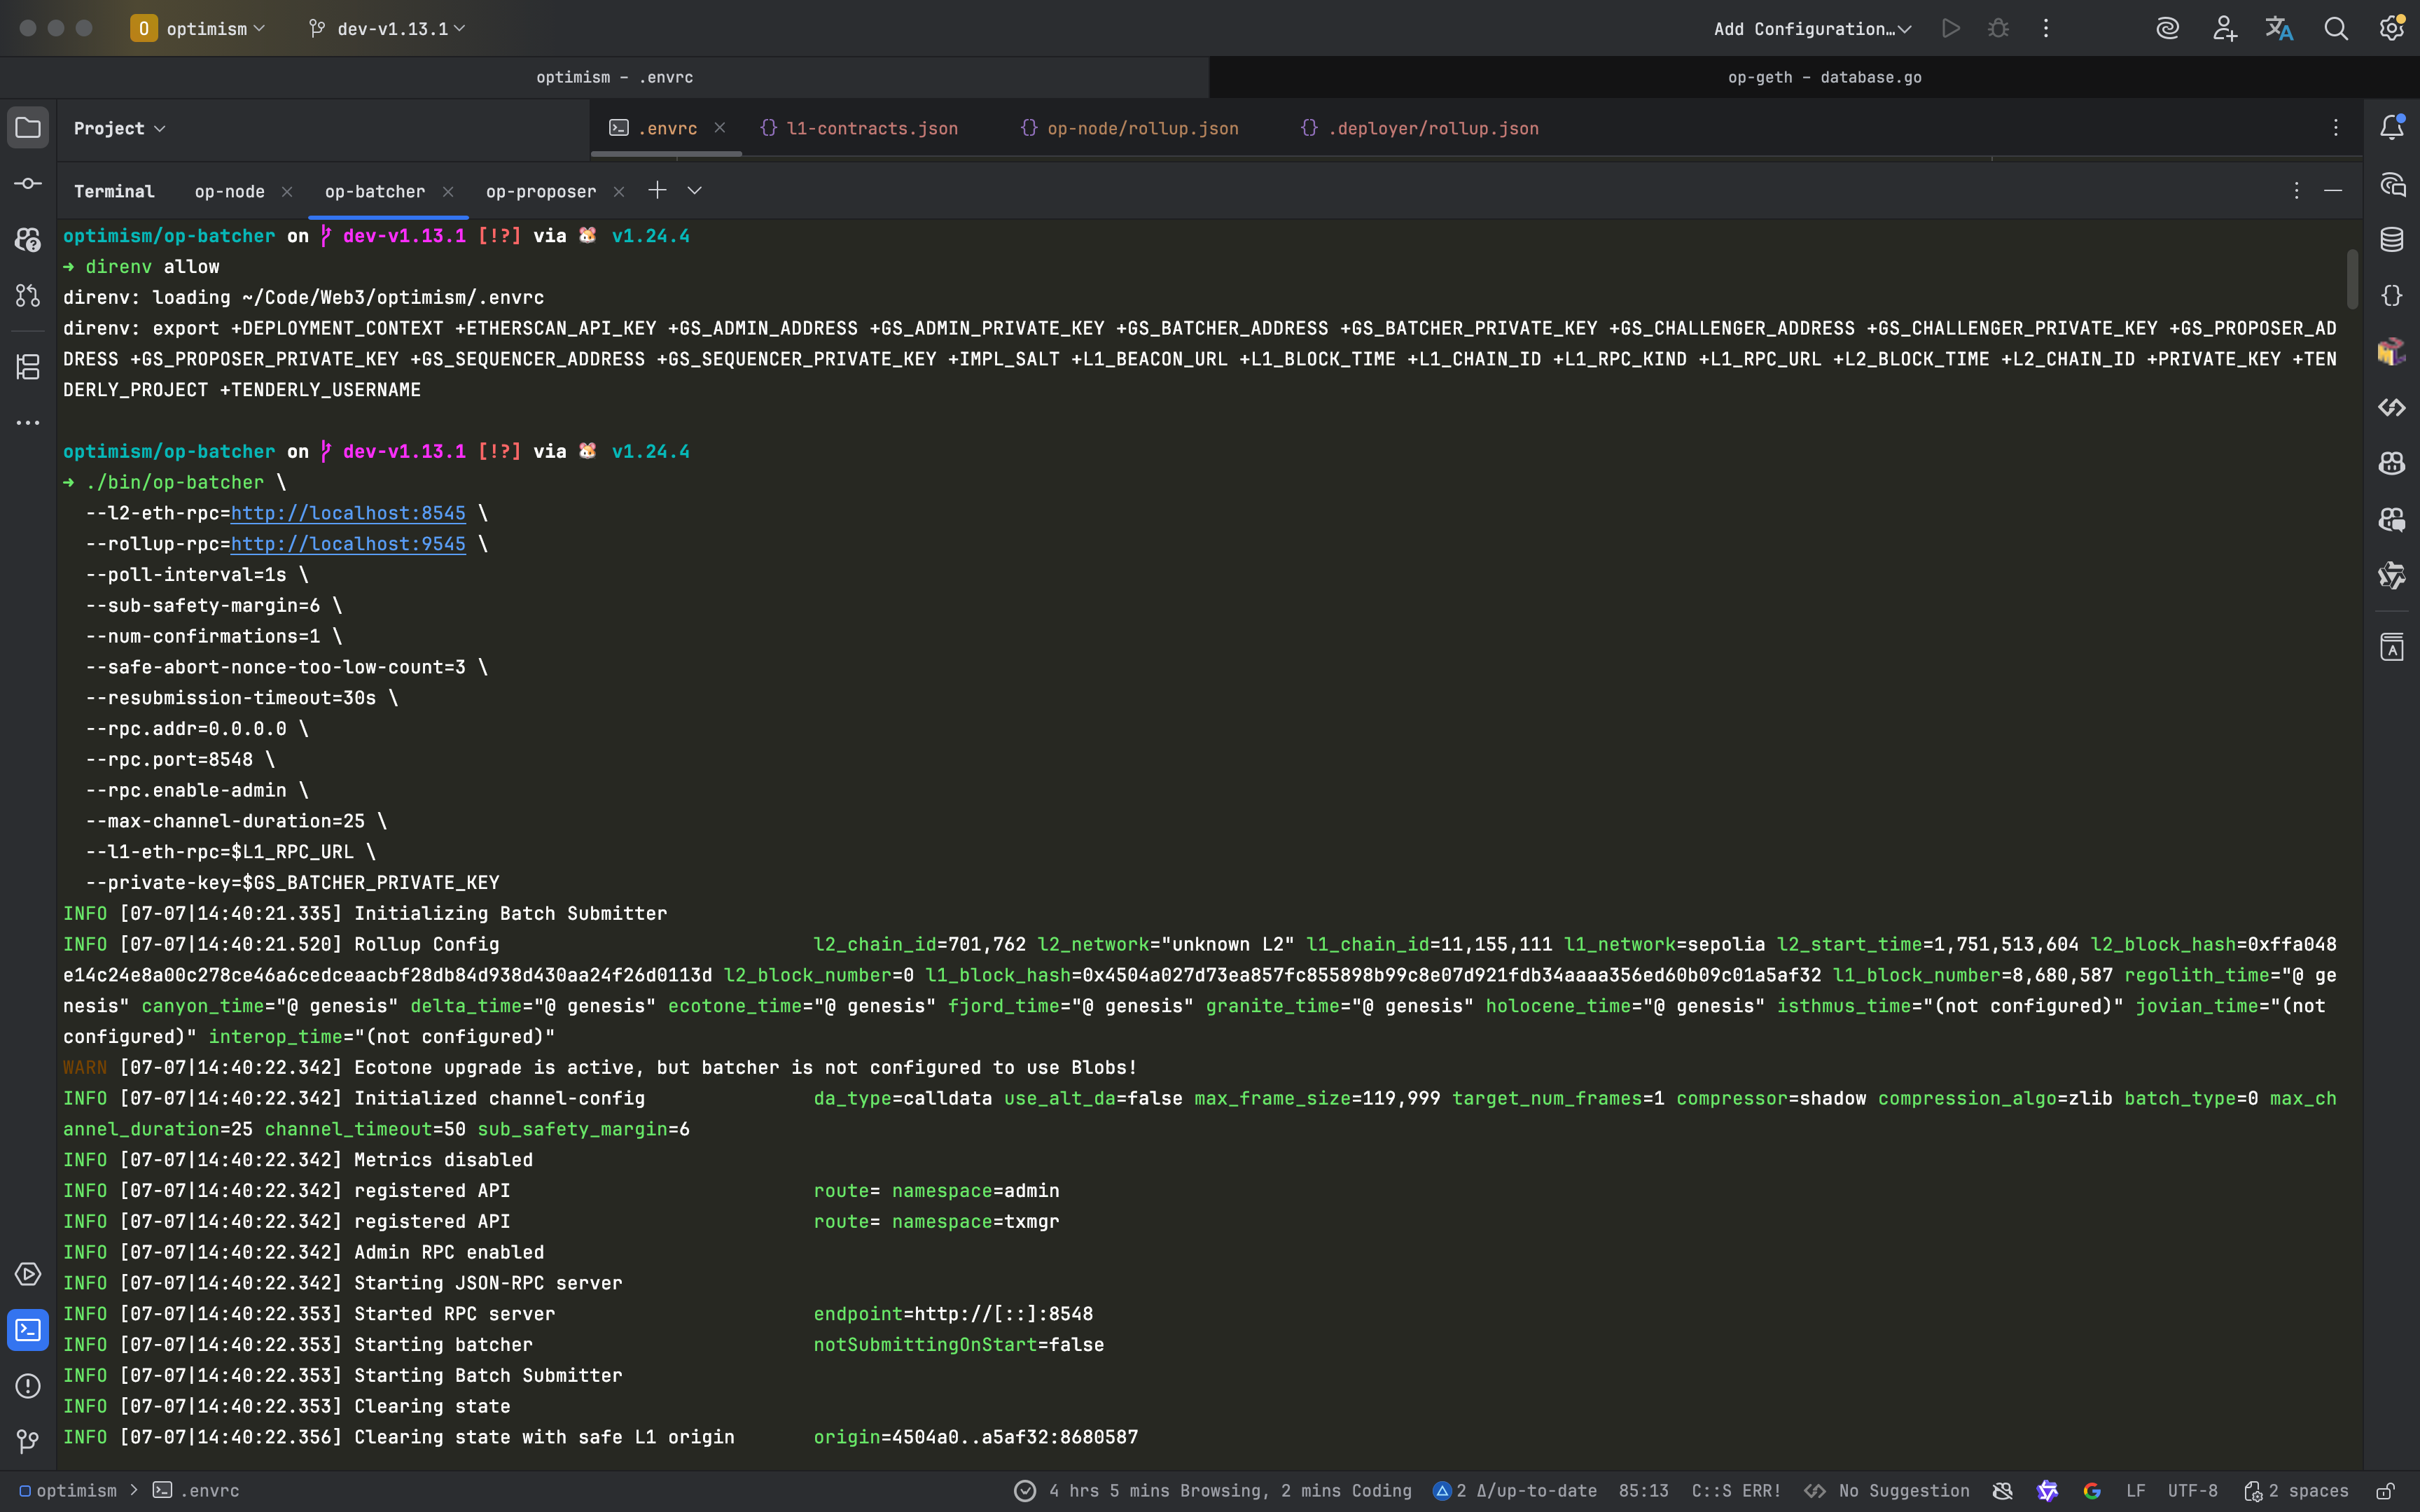 O optimism dev-v1.13.1 Add Configuration...
optimism – .envrc op-geth – database.go
Project .envrc l1-contracts.json op-node/rollup.json .deployer/rollup.json
Terminal op-node op-batcher op-proposer
optimism/op-batcher on dev-v1.13.1 [!?] via 🐹 v1.24.4
➜ direnv allow
direnv: loading ~/Code/Web3/optimism/.envrc
direnv: export +DEPLOYMENT_CONTEXT +ETHERSCAN_API_KEY +GS_ADMIN_ADDRESS +GS_ADMIN_PRIVATE_KEY +GS_BATCHER_ADDRESS +GS_BATCHER_PRIVATE_KEY +GS_CHALLENGER_ADDRESS +GS_CHALLENGER_PRIVATE_KEY +GS_PROPOSER_AD
DRESS +GS_PROPOSER_PRIVATE_KEY +GS_SEQUENCER_ADDRESS +GS_SEQUENCER_PRIVATE_KEY +IMPL_SALT +L1_BEACON_URL +L1_BLOCK_TIME +L1_CHAIN_ID +L1_RPC_KIND +L1_RPC_URL +L2_BLOCK_TIME +L2_CHAIN_ID +PRIVATE_KEY +TEN
DERLY_PROJECT +TENDERLY_USERNAME
optimism/op-batcher on dev-v1.13.1 [!?] via 🐹 v1.24.4
➜ ./bin/op-batcher \
--l2-eth-rpc=http://localhost:8545 \
--rollup-rpc=http://localhost:9545 \
--poll-interval=1s \
--sub-safety-margin=6 \
--num-confirmations=1 \
--safe-abort-nonce-too-low-count=3 \
--resubmission-timeout=30s \
--rpc.addr=0.0.0.0 \
--rpc.port=8548 \
--rpc.enable-admin \
--max-channel-duration=25 \
--l1-eth-rpc=$L1_RPC_URL \
--private-key=$GS_BATCHER_PRIVATE_KEY
INFO [07-07|14:40:21.335] Initializing Batch Submitter
INFO [07-07|14:40:21.520] Rollup Config l2_chain_id=701,762 l2_network="unknown L2" l1_chain_id=11,155,111 l1_network=sepolia l2_start_time=1,751,513,604 l2_block_hash=0xffa048
e14c24e8a00c278ce46a6cedceaacbf28db84d938d430aa24f26d0113d l2_block_number=0 l1_block_hash=0x4504a027d73ea857fc855898b99c8e07d921fdb34aaaa356ed60b09c01a5af32 l1_block_number=8,680,587 regolith_time="@ ge
nesis" canyon_time="@ genesis" delta_time="@ genesis" ecotone_time="@ genesis" fjord_time="@ genesis" granite_time="@ genesis" holocene_time="@ genesis" isthmus_time="(not configured)" jovian_time="(not
configured)" interop_time="(not configured)"
WARN [07-07|14:40:22.342] Ecotone upgrade is active, but batcher is not configured to use Blobs!
INFO [07-07|14:40:22.342] Initialized channel-config da_type=calldata use_alt_da=false max_frame_size=119,999 target_num_frames=1 compressor=shadow compression_algo=zlib batch_type=0 max_ch
annel_duration=25 channel_timeout=50 sub_safety_margin=6
INFO [07-07|14:40:22.342] Metrics disabled
INFO [07-07|14:40:22.342] registered API route= namespace=admin
INFO [07-07|14:40:22.342] registered API route= namespace=txmgr
INFO [07-07|14:40:22.342] Admin RPC enabled
INFO [07-07|14:40:22.342] Starting JSON-RPC server
INFO [07-07|14:40:22.353] Started RPC server endpoint=http://[::]:8548
INFO [07-07|14:40:22.353] Starting batcher notSubmittingOnStart=false
INFO [07-07|14:40:22.353] Starting Batch Submitter
INFO [07-07|14:40:22.353] Clearing state
INFO [07-07|14:40:22.356] Clearing state with safe L1 origin origin=4504a0..a5af32:8680587
optimism > .envrc 4 hrs 5 mins Browsing, 2 mins Coding 2 Δ/up-to-date 85:13 C::S ERR! No Suggestion LF UTF-8 2 spaces